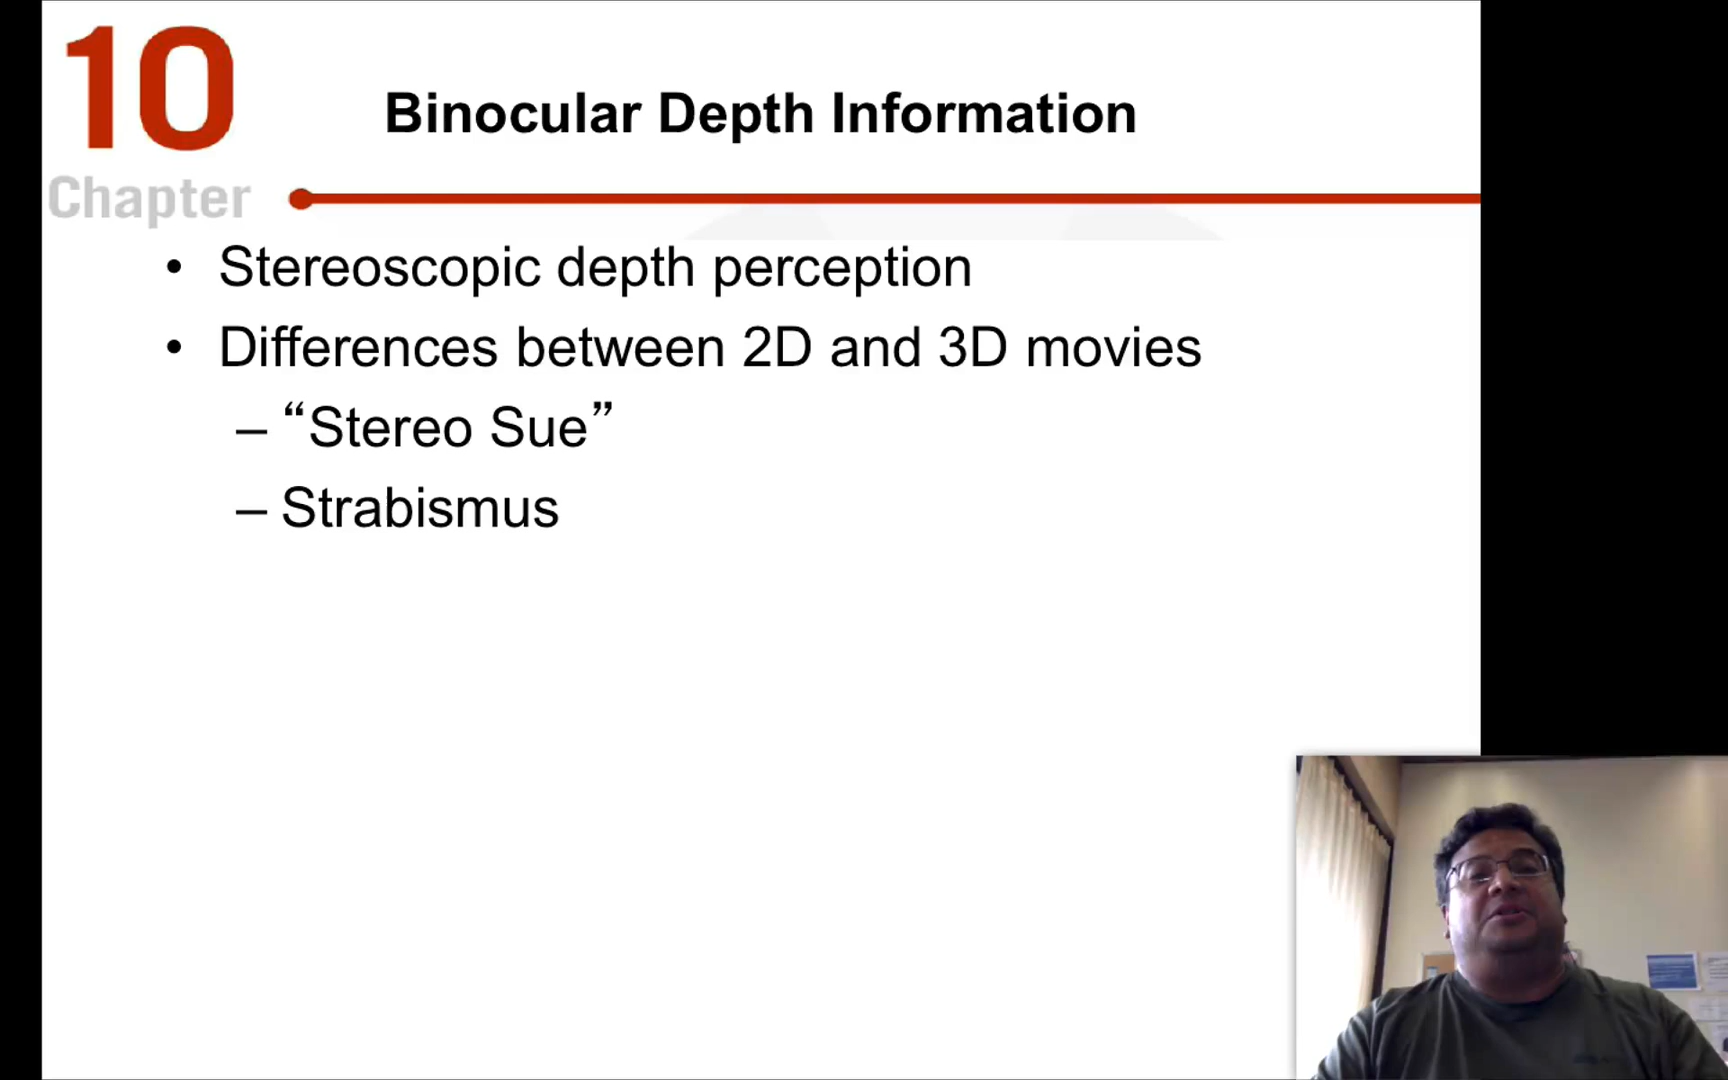 10
Chapter
Binocular Depth Information
• Stereoscopic depth perception
• Differences between 2D and 3D movies
– “Stereo Sue”
– Strabismus